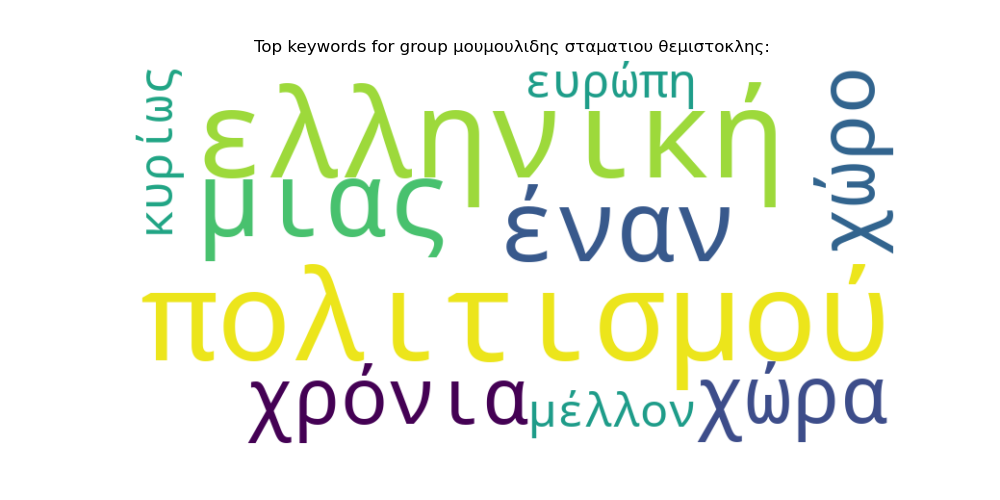 Top keywords for group μουμουλιδης σταματιου θεμιστοκλης:
ευρώπη
ελληνική
κυρίως
χώρο
μιας
έναν
πολιτισμού
χρόνια
μέλλον
χώρα